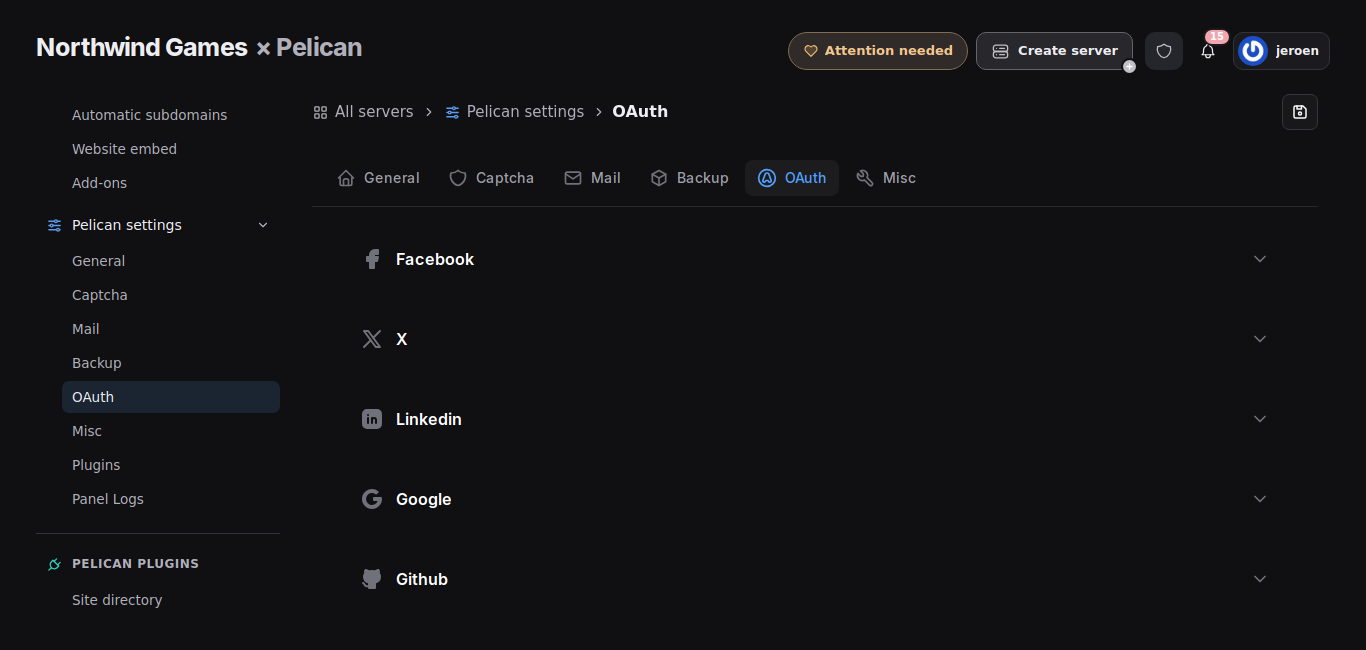 Northwind Games × Pelican
Attention needed
Create server
15
jeroen
Automatic subdomains
Website embed
Add-ons
Pelican settings
General
Captcha
Mail
Backup
OAuth
Misc
Plugins
Panel Logs
PELICAN PLUGINS
Site directory
All servers > Pelican settings > OAuth
General
Captcha
Mail
Backup
OAuth
Misc
Facebook
X
Linkedin
Google
Github